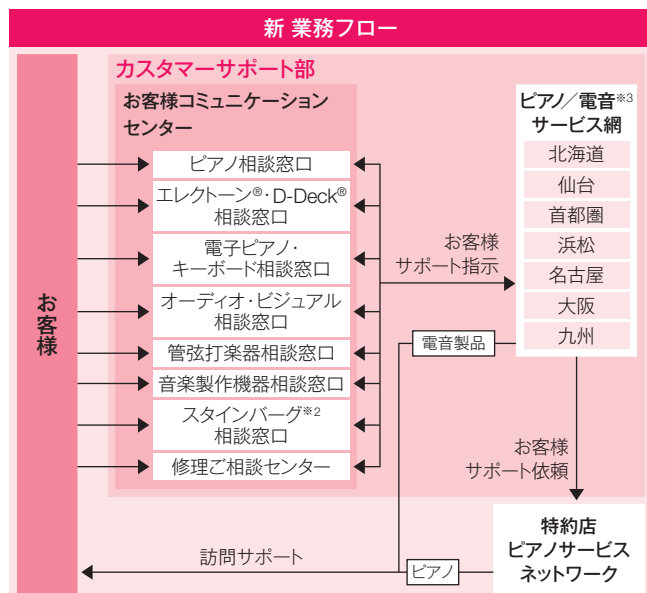 新 業務フロー
お客様
カスタマーサポート部
お客様コミュニケーション
センター
ピアノ相談窓口
エレクトーン®・D-Deck®
相談窓口
電子ピアノ・
キーボード相談窓口
オーディオ・ビジュアル
相談窓口
管弦打楽器相談窓口
音楽製作機器相談窓口
スタインバーグ※2
相談窓口
修理ご相談センター
お客様
サポート指示
ピアノ／電音※3
サービス網
北海道
仙台
首都圏
浜松
名古屋
大阪
九州
電音製品
お客様
サポート依頼
特約店
ピアノサービス
ネットワーク
訪問サポート
ピアノ